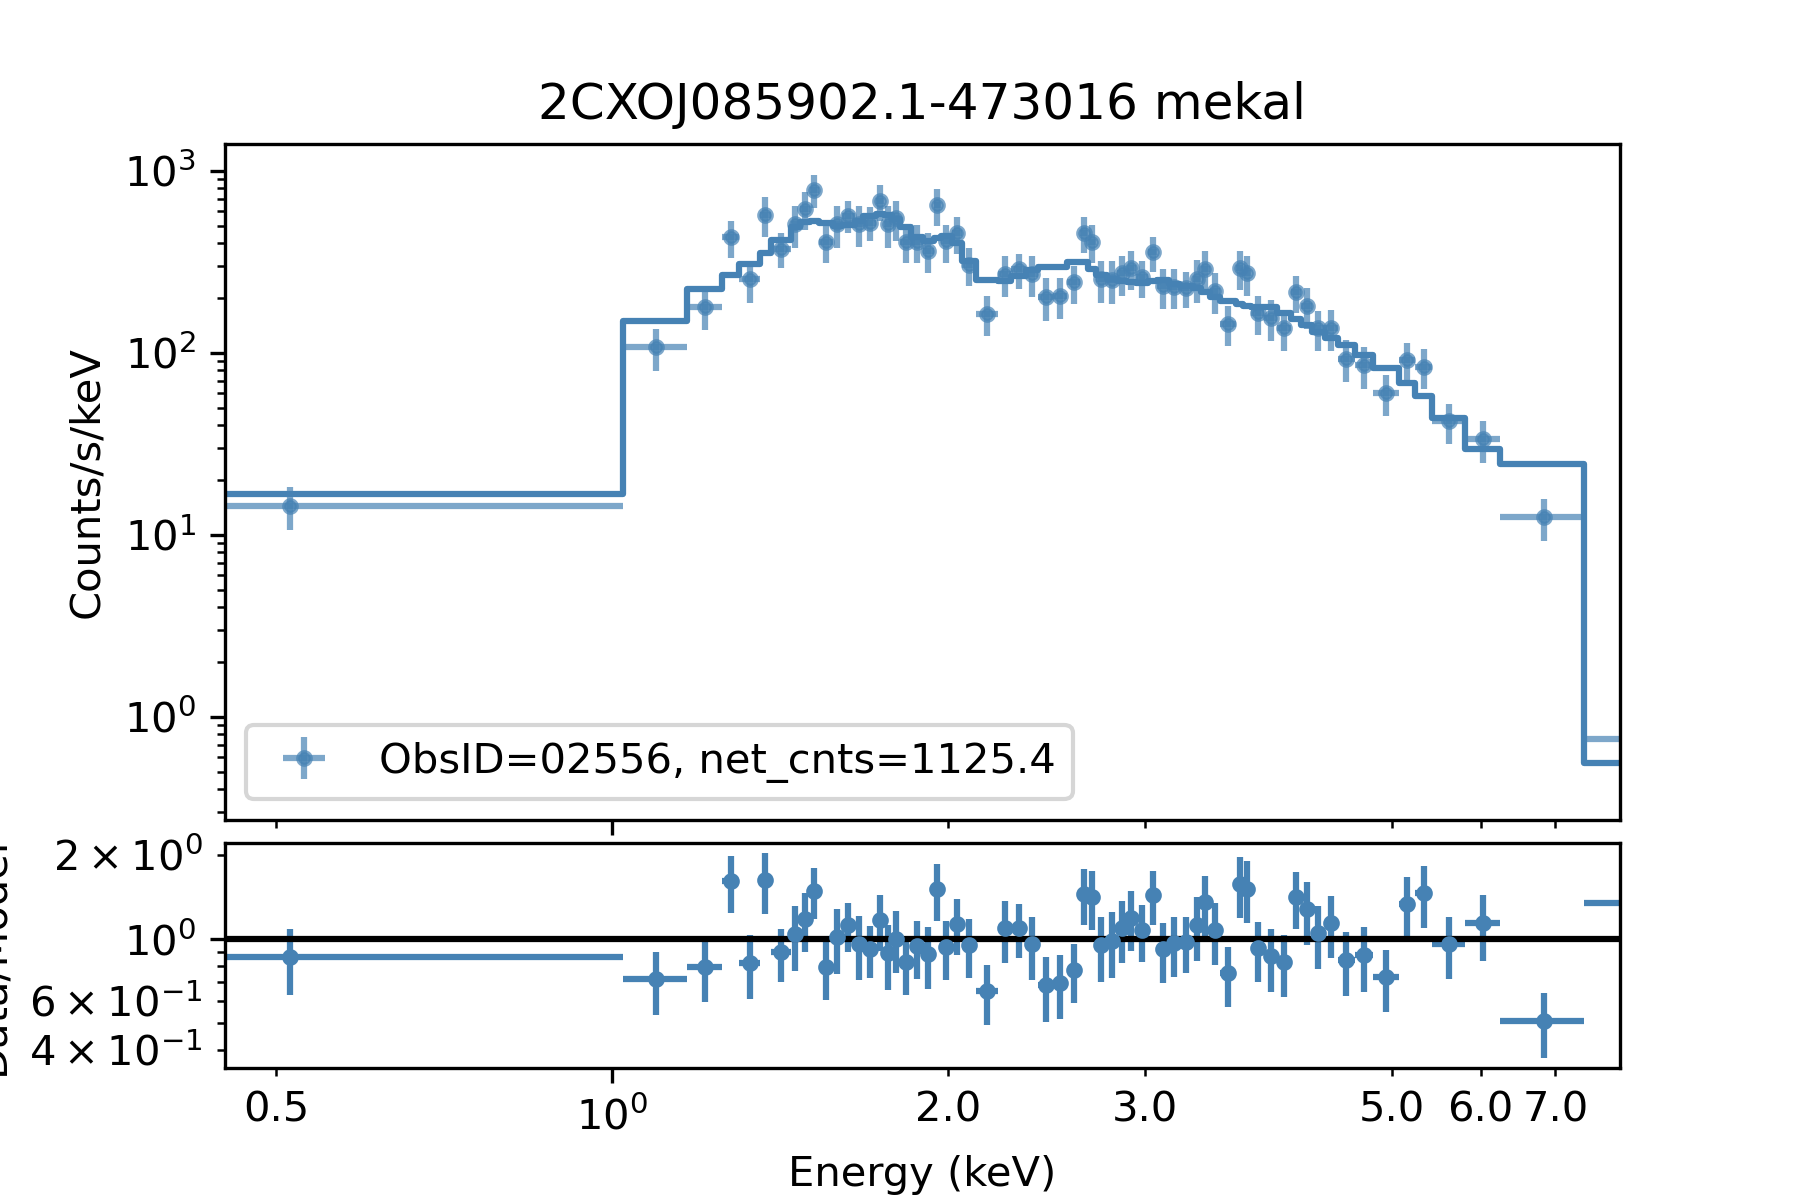 2CXOJ085902.1-473016 mekal
10³
10²
10¹
10⁰
Counts/s/keV
ObsID=02556, net_cnts=1125.4
2 × 10⁰
10⁰
6 × 10⁻¹
4 × 10⁻¹
0.5
10⁰
2.0
3.0
5.0
6.0
7.0
Energy (keV)